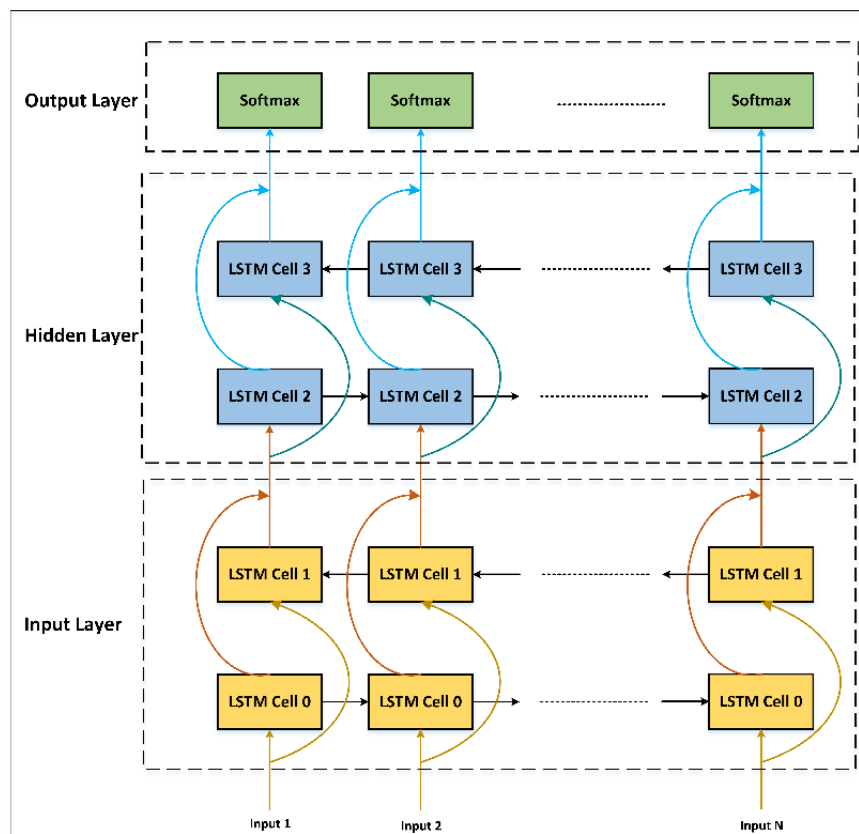 Output Layer
Softmax
Softmax
Softmax
LSTM Cell 3
LSTM Cell 3
LSTM Cell 3
Hidden Layer
LSTM Cell 2
LSTM Cell 2
LSTM Cell 2
LSTM Cell 1
LSTM Cell 1
LSTM Cell 1
Input Layer
LSTM Cell 0
LSTM Cell 0
LSTM Cell 0
Input 1
Input 2
Input N